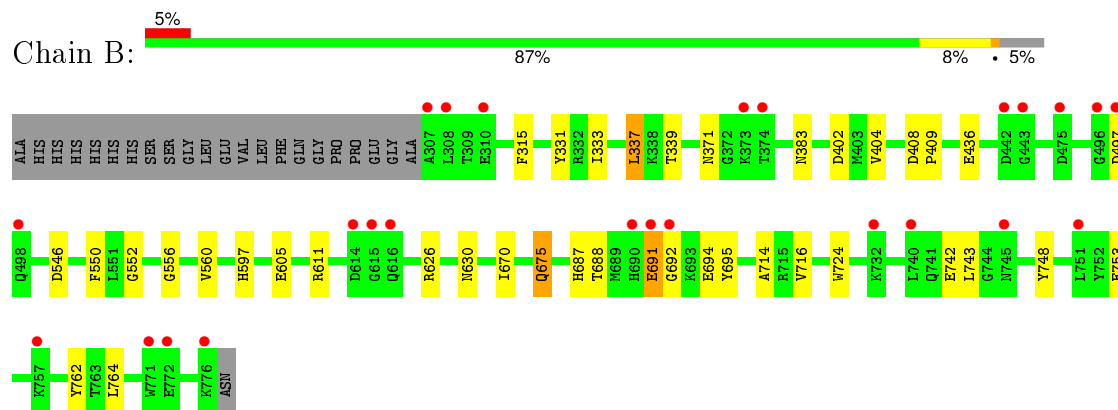 5%
Chain B:
87% 8% • 5%
ALA HIS HIS HIS HIS HIS HIS SER SER GLY LEU GLU VAL LEU PHE GLN GLY PRO PRO GLU GLY ALA A307 L308 T309 E310 F315 Y331 R332 I333 L337 K338 T339 N371 G372 K373 T374 N383 D402 M403 V404 D408 P409 E436 D442 G443 D475 G496 D497
Q498 D546 F550 L551 G552 G556 V560 H597 E605 R611 D614 G615 Q616 R626 N630 I670 Q675 H687 T688 M689 H690 E691 G692 K693 E694 Y695 A714 R715 V716 W724 K732 L740 Q741 E742 L743 G744 N745 Y748 L751 Y752 E753
K757 Y762 T763 L764 W771 E772 K776 ASN